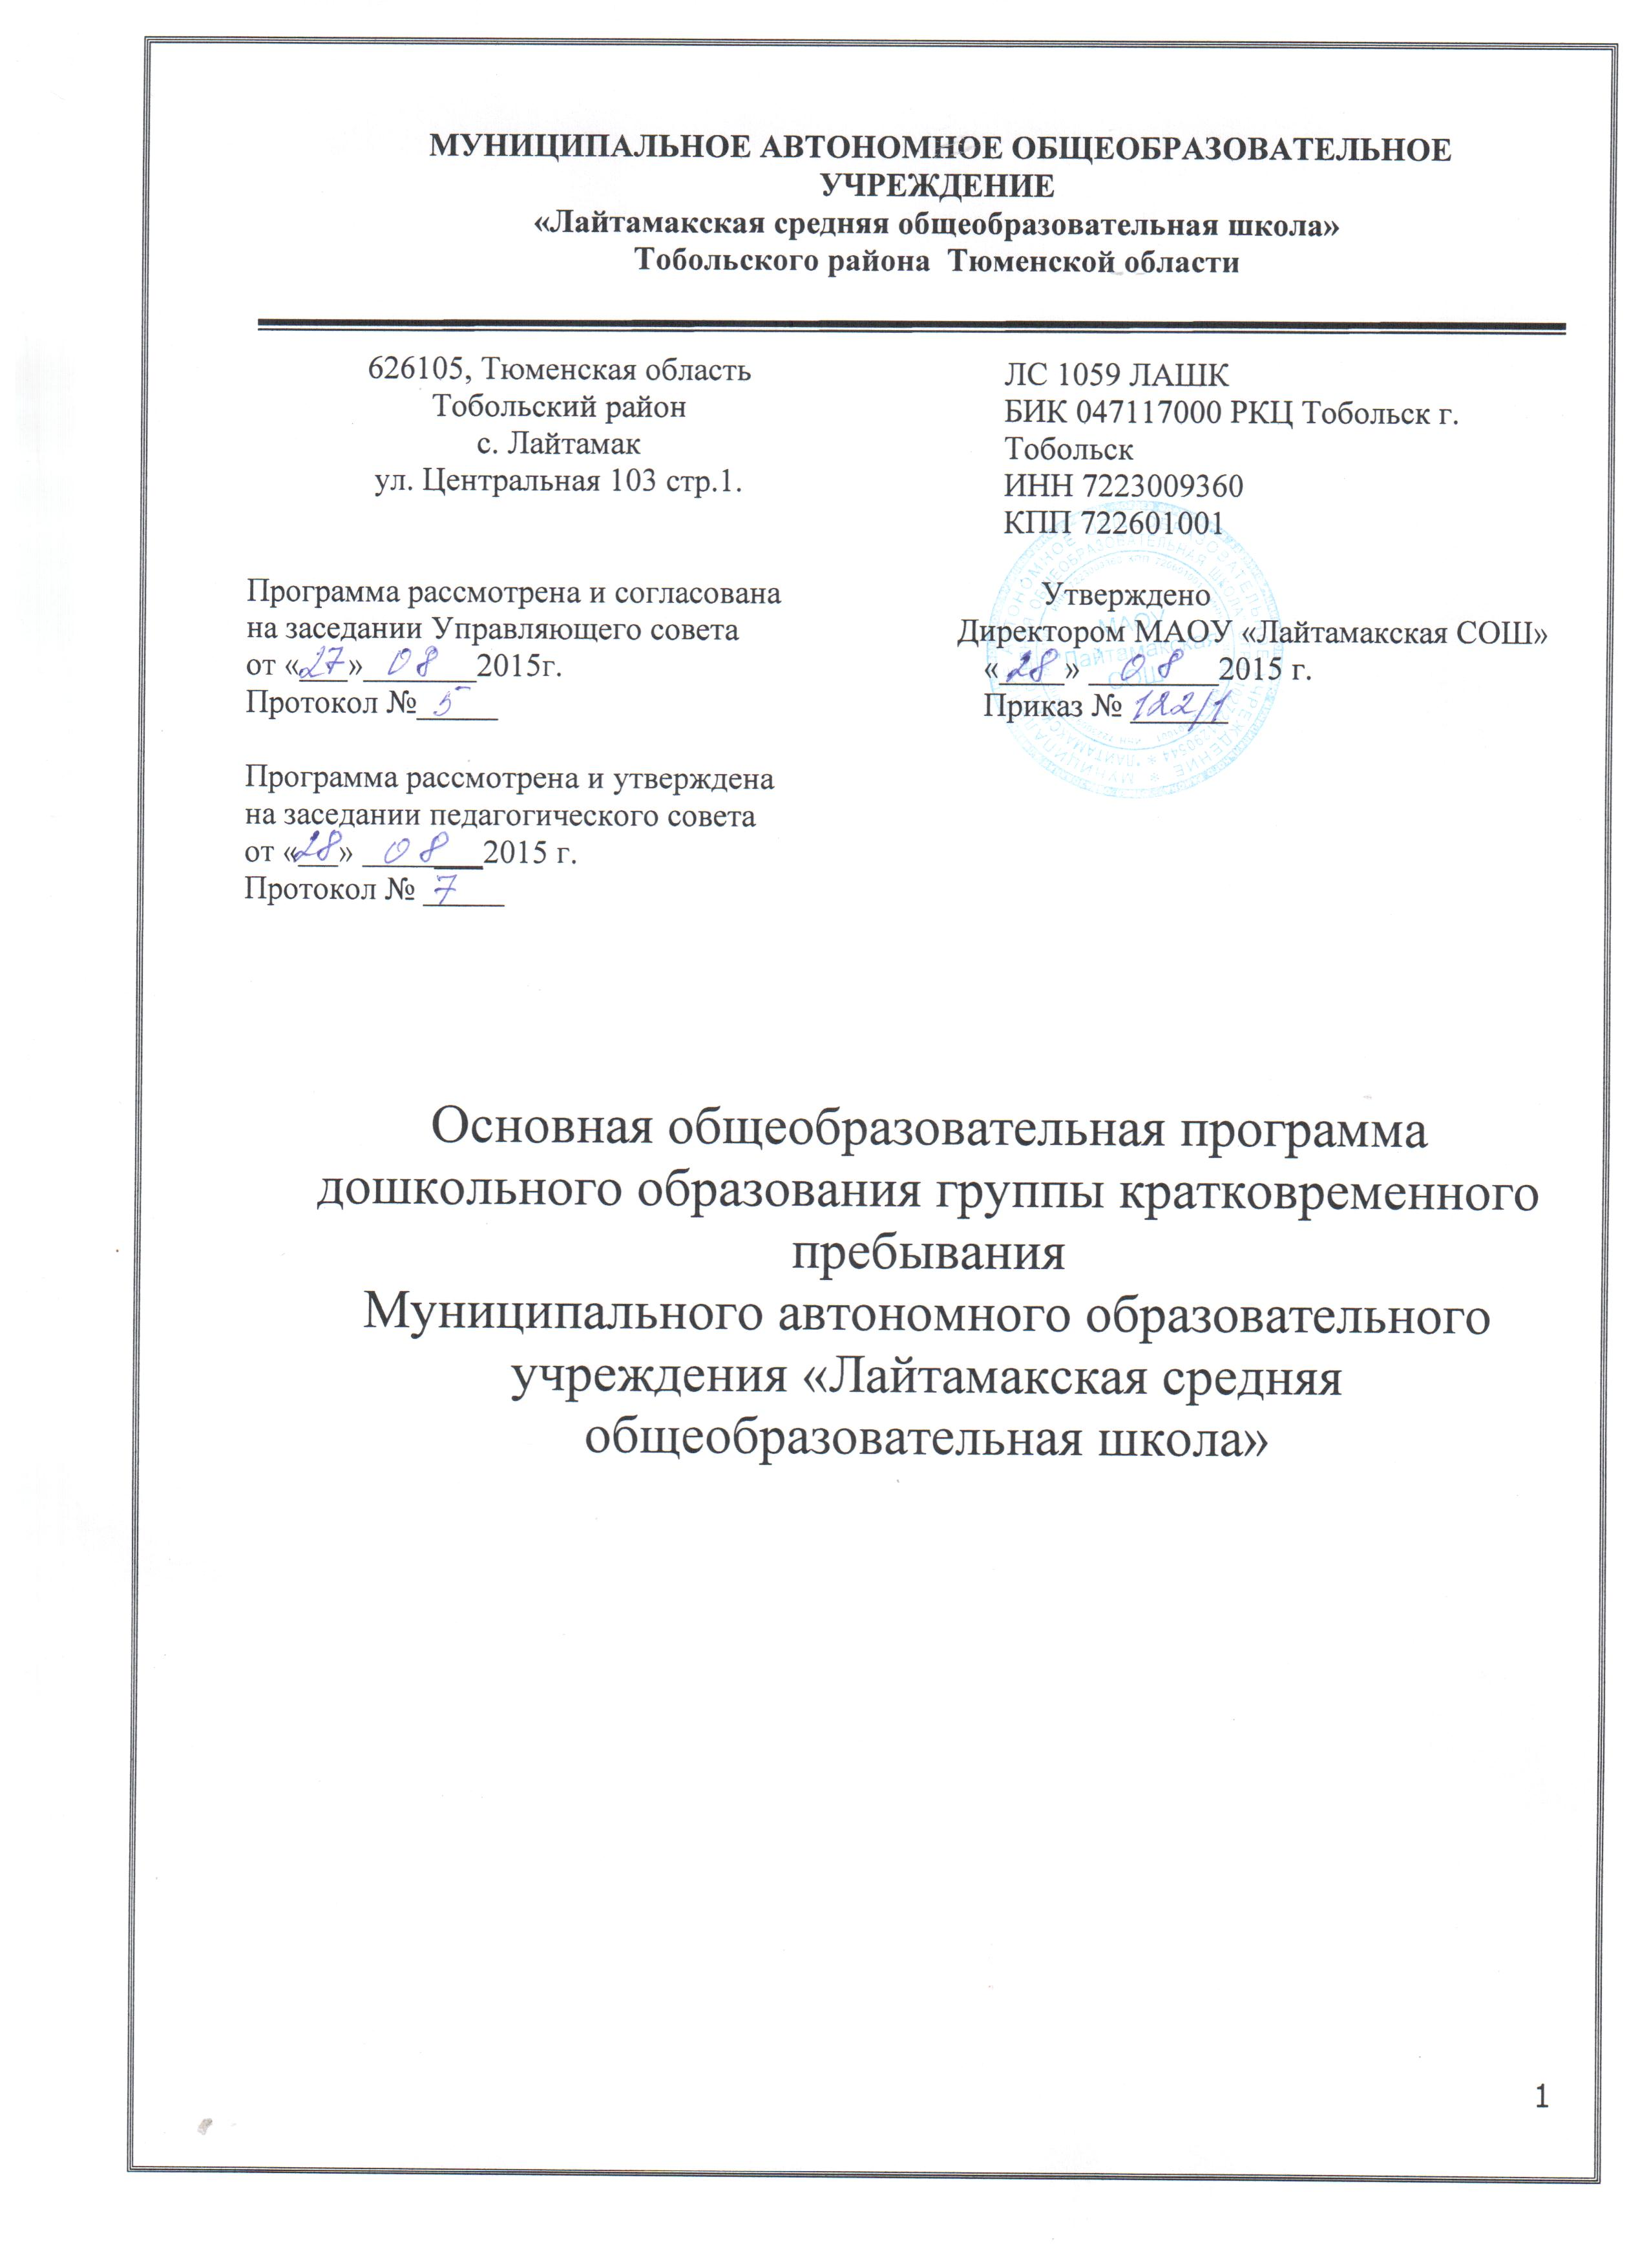 МУНИЦИПАЛЬНОЕ АВТОНОМНОЕ ОБЩЕОБРАЗОВАТЕЛЬНОЕ
УЧРЕЖДЕНИЕ
«Лайтамакская средняя общеобразовательная школа»
Тобольского района Тюменской области
626105, Тюменская область
Тобольский район
с. Лайтамак
ул. Центральная 103 стр.1.
ЛС 1059 ЛАШК
БИК 047117000 РКЦ Тобольск г.
Тобольск
ИНН 7223009360
КПП 722601001
Программа рассмотрена и согласована
на заседании Управляющего совета
от «27» 08 2015г.
Протокол № 5
Утверждено
Директором МАОУ «Лайтамакская СОШ»
«28» 08 2015 г.
Приказ № 122/1
МАОУ
Лайтамакская
СОШ
Программа рассмотрена и утверждена
на заседании педагогического совета
от «28» 08 2015 г.
Протокол № 7
Основная общеобразовательная программа
дошкольного образования группы кратковременного
пребывания
Муниципального автономного образовательного
учреждения «Лайтамакская средняя
общеобразовательная школа»
1